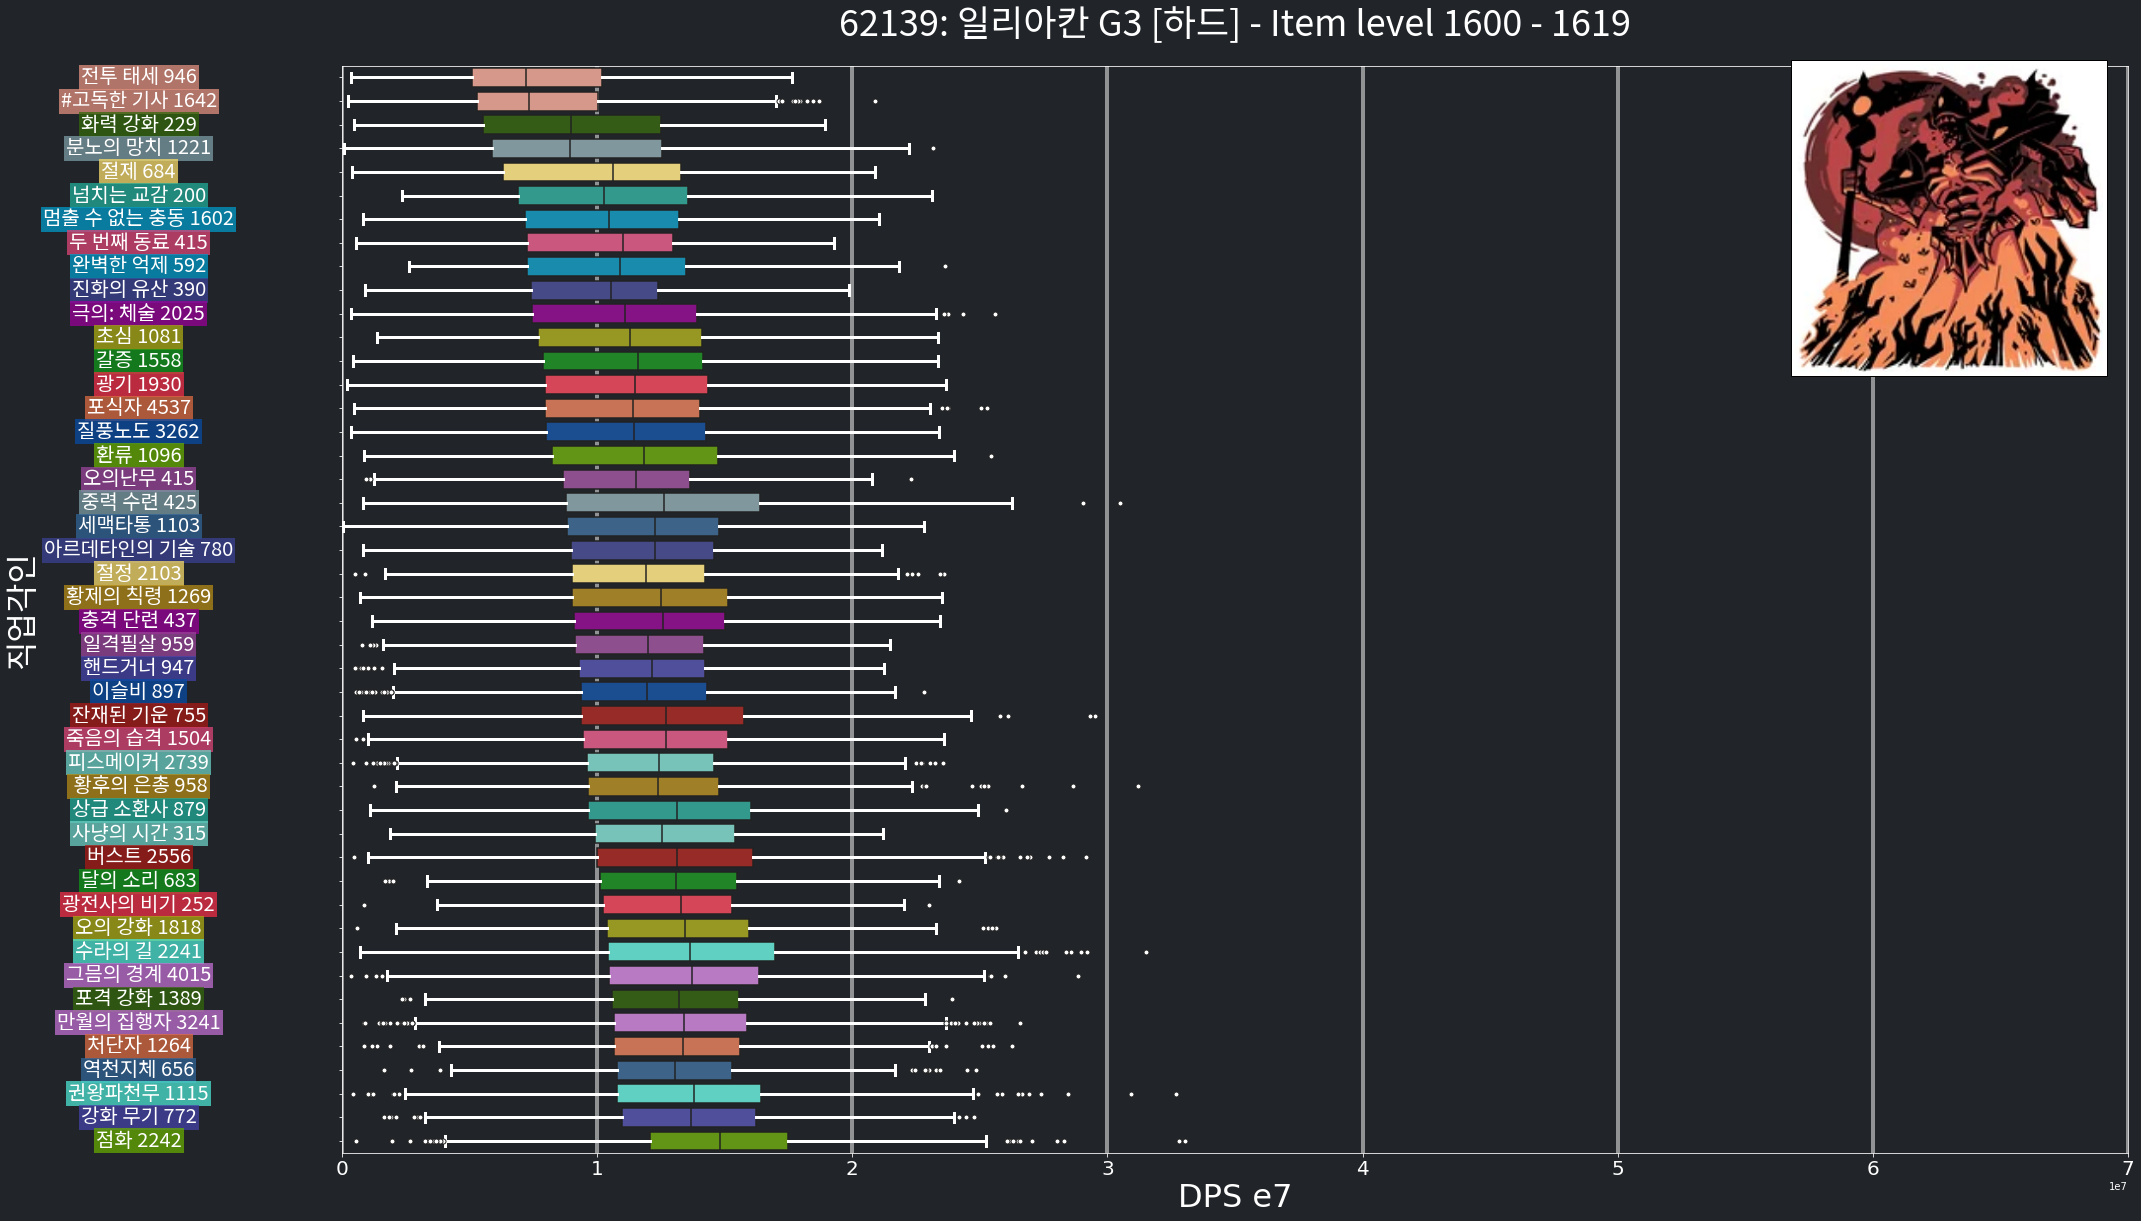 62139: 일리아칸 G3 [하드] - Item level 1600 - 1619
전투 태세 946
#고독한 기사 1642
화력 강화 229
분노의 망치 1221
절제 684
넘치는 교감 200
멈출 수 없는 충동 1602
두 번째 동료 415
완벽한 억제 592
진화의 유산 390
극의: 체술 2025
초심 1081
갈증 1558
광기 1930
포식자 4537
질풍노도 3262
환류 1096
오의난무 415
중력 수련 425
세맥타통 1103
아르데타인의 기술 780
절정 2103
황제의 칙령 1269
충격 단련 437
일격필살 959
핸드거너 947
이슬비 897
잔재된 기운 755
죽음의 습격 1504
피스메이커 2739
황후의 은총 958
상급 소환사 879
사냥의 시간 315
버스트 2556
달의 소리 683
광전사의 비기 252
오의 강화 1818
수라의 길 2241
그믐의 경계 4015
포격 강화 1389
만월의 집행자 3241
처단자 1264
역천지체 656
권왕파천무 1115
강화 무기 772
점화 2242
직업각인
0 1 2 3 4 5 6 7
DPS e7
1e7